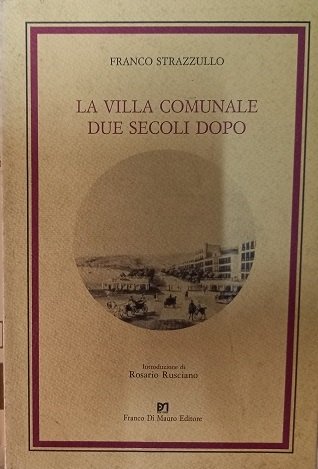 FRANCO STRAZZULLO
LA VILLA COMUNALE
DUE SECOLI DOPO
Introduzione di
Rosario Rusciano
Franco Di Mauro Editore